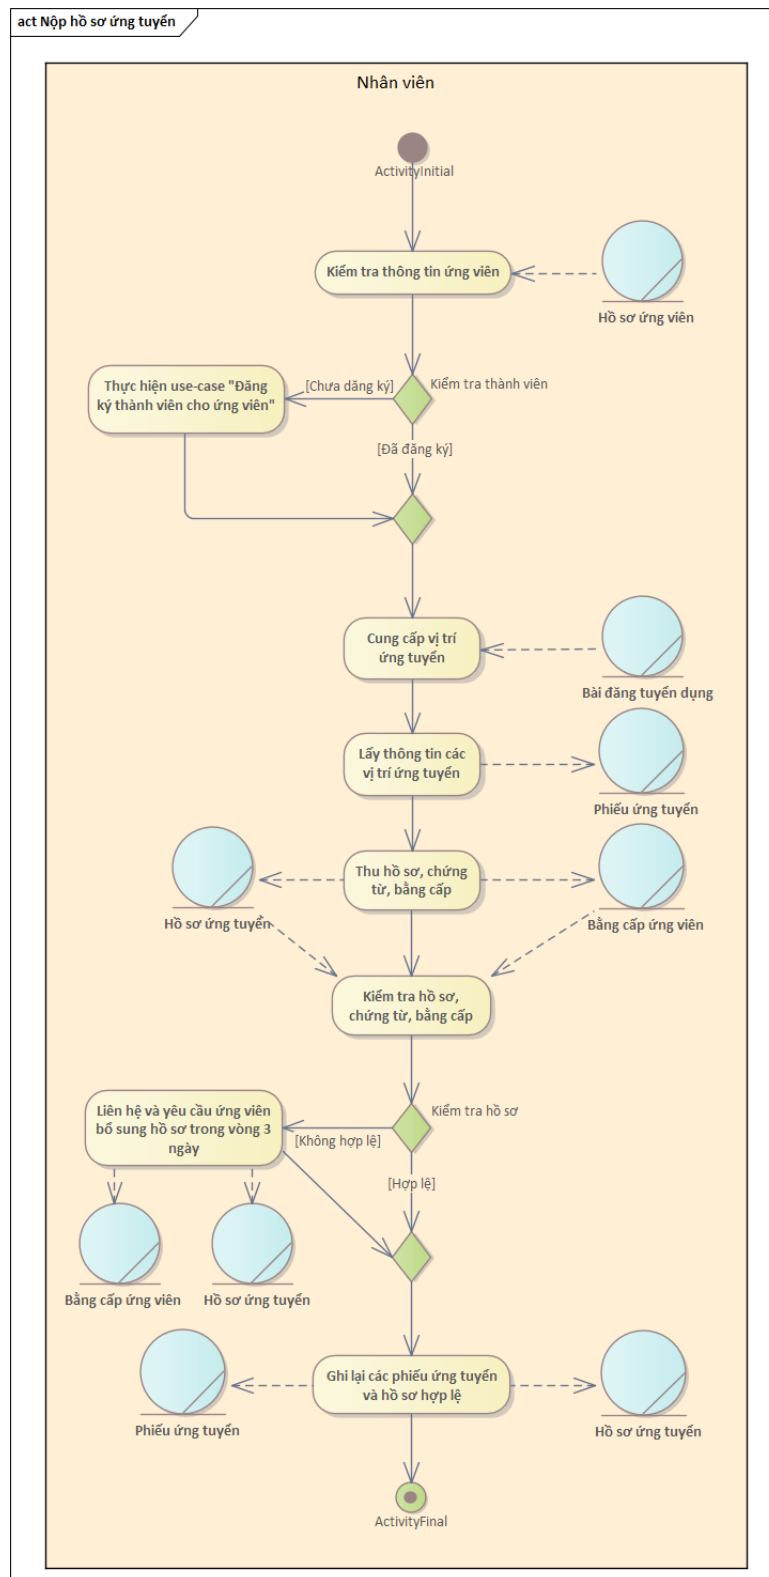 act Nộp hồ sơ ứng tuyển
Nhân viên
ActivityInitial
Kiểm tra thông tin ứng viên
Hồ sơ ứng viên
Thực hiện use-case "Đăng
ký thành viên cho ứng viên"
[Chưa dăng ký]
Kiểm tra thành viên
[Đã đăng ký]
Cung cấp vị trí
ứng tuyển
Bài đăng tuyển dụng
Lấy thông tin các
vị trí ứng tuyển
Phiếu ứng tuyển
Thu hồ sơ, chứng
từ, bằng cấp
Hồ sơ ứng tuyển
Bằng cấp ứng viên
Kiểm tra hồ sơ,
chứng từ, bằng cấp
Liên hệ và yêu cầu ứng viên
bổ sung hồ sơ trong vòng 3
ngày
Kiểm tra hồ sơ
[Không hợp lệ]
[Hợp lệ]
Bằng cấp ứng viên
Hồ sơ ứng tuyển
Ghi lại các phiếu ứng tuyển
và hồ sơ hợp lệ
Phiếu ứng tuyển
Hồ sơ ứng tuyển
ActivityFinal